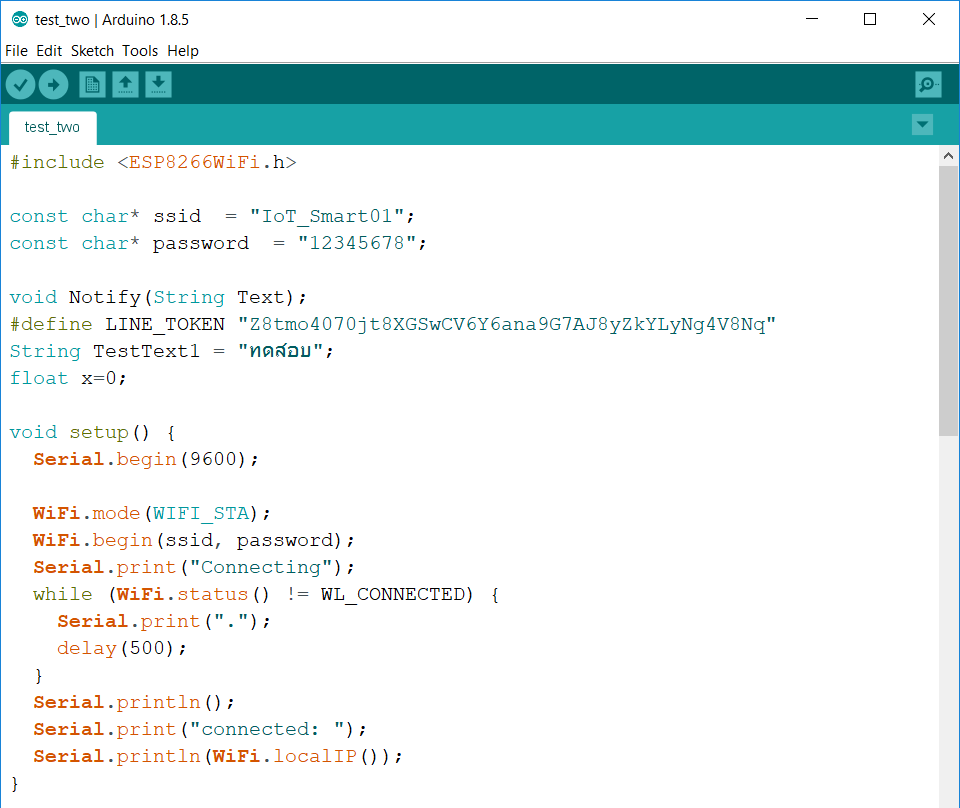 test_two | Arduino 1.8.5
File Edit Sketch Tools Help
test_two
#include <ESP8266WiFi.h>
const char* ssid  = "IoT_Smart01";
const char* password  = "12345678";
void Notify(String Text);
#define LINE_TOKEN "Z8tmo4070jt8XGSwCV6Y6ana9G7AJ8yZkYLyNg4V8Nq"
String TestText1 = "ทดสอบ";
float x=0;
void setup() {
  Serial.begin(9600);
  WiFi.mode(WIFI_STA);
  WiFi.begin(ssid, password);
  Serial.print("Connecting");
  while (WiFi.status() != WL_CONNECTED) {
    Serial.print(".");
    delay(500);
  }
  Serial.println();
  Serial.print("connected: ");
  Serial.println(WiFi.localIP());
}